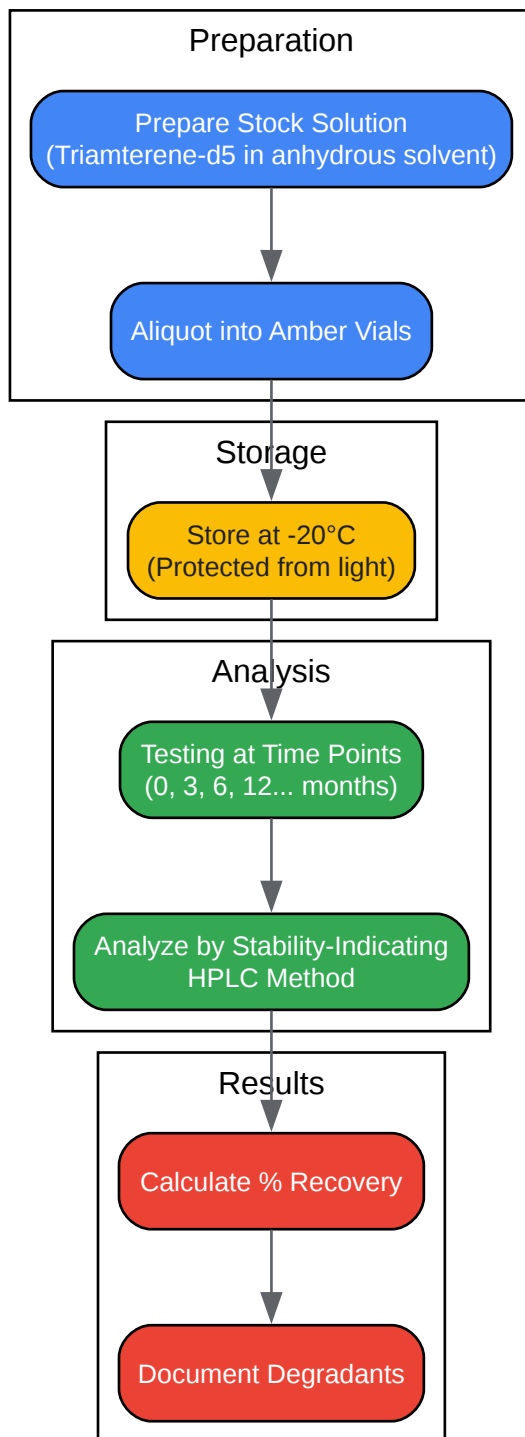 Preparation
Prepare Stock Solution
(Triamterene-d5 in anhydrous solvent)
Aliquot into Amber Vials
Storage
Store at -20°C
(Protected from light)
Analysis
Testing at Time Points
(0, 3, 6, 12... months)
Analyze by Stability-Indicating
HPLC Method
Results
Calculate % Recovery
Document Degradants